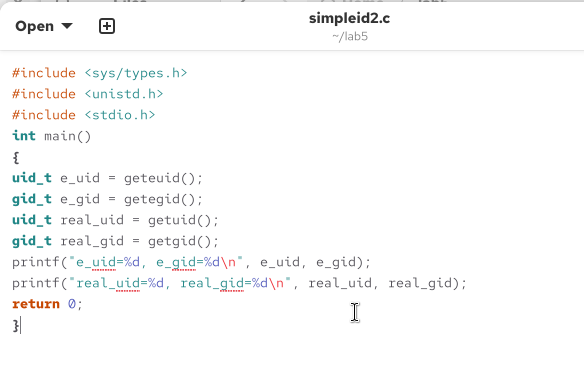 Open
simpleid2.c
~/lab5
#include <sys/types.h>
#include <unistd.h>
#include <stdio.h>
int main()
{
uid_t e_uid = geteuid();
gid_t e_gid = getegid();
uid_t real_uid = getuid();
gid_t real_gid = getgid();
printf("e_uid=%d, e_gid=%d\n", e_uid, e_gid);
printf("real_uid=%d, real_gid=%d\n", real_uid, real_gid);
return 0;
}